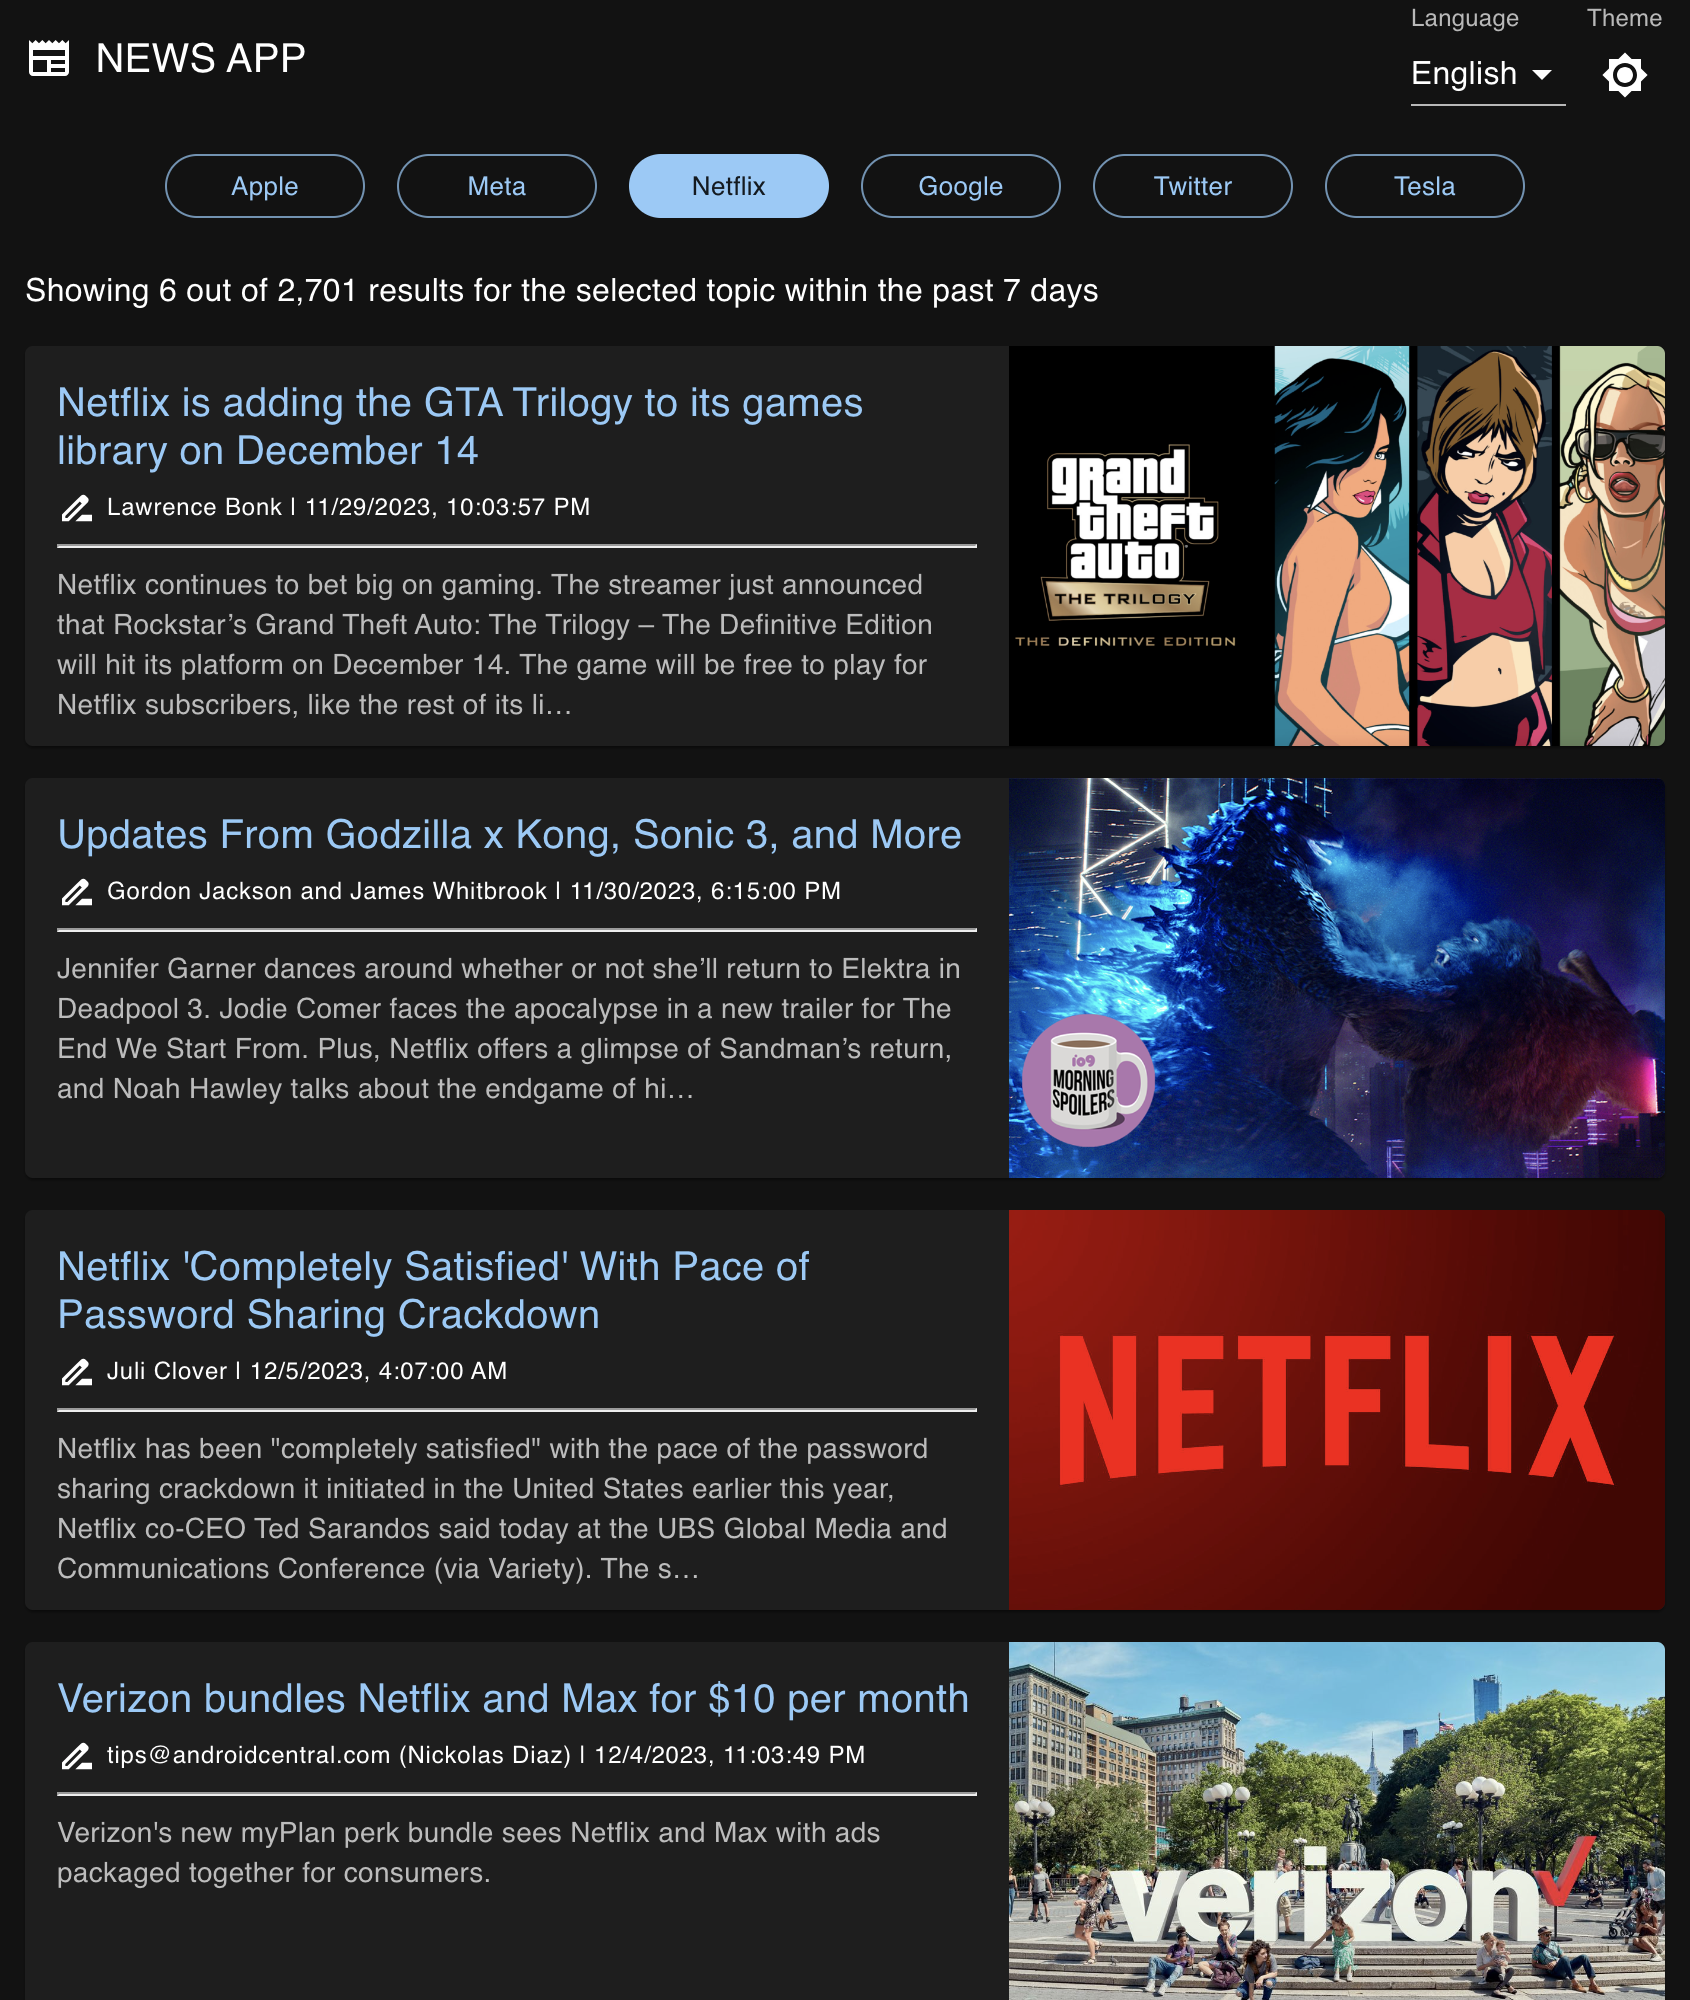 NEWS APP
Language
Theme
English
Apple
Meta
Netflix
Google
Twitter
Tesla
Showing 6 out of 2,701 results for the selected topic within the past 7 days
Netflix is adding the GTA Trilogy to its games
library on December 14
Lawrence Bonk | 11/29/2023, 10:03:57 PM
Netflix continues to bet big on gaming. The streamer just announced
that Rockstar’s Grand Theft Auto: The Trilogy – The Definitive Edition
will hit its platform on December 14. The game will be free to play for
Netflix subscribers, like the rest of its li…
grand
theft
auto
THE TRILOGY
THE DEFINITIVE EDITION
Updates From Godzilla x Kong, Sonic 3, and More
Gordon Jackson and James Whitbrook | 11/30/2023, 6:15:00 PM
Jennifer Garner dances around whether or not she’ll return to Elektra in
Deadpool 3. Jodie Comer faces the apocalypse in a new trailer for The
End We Start From. Plus, Netflix offers a glimpse of Sandman’s return,
and Noah Hawley talks about the endgame of hi…
io9
MORNING
SPOILERS
Netflix 'Completely Satisfied' With Pace of
Password Sharing Crackdown
Juli Clover | 12/5/2023, 4:07:00 AM
Netflix has been "completely satisfied" with the pace of the password
sharing crackdown it initiated in the United States earlier this year,
Netflix co-CEO Ted Sarandos said today at the UBS Global Media and
Communications Conference (via Variety). The s…
NETFLIX
Verizon bundles Netflix and Max for $10 per month
tips@androidcentral.com (Nickolas Diaz) | 12/4/2023, 11:03:49 PM
Verizon's new myPlan perk bundle sees Netflix and Max with ads
packaged together for consumers.
verizon